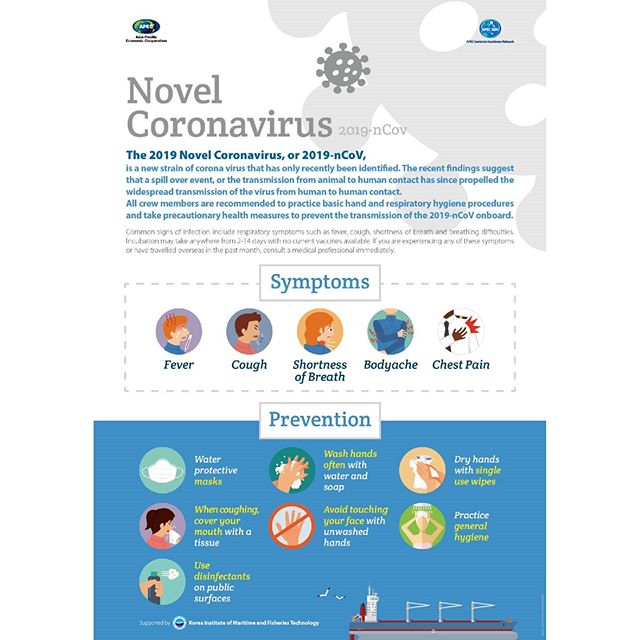 APEC
Asia-Pacific
Economic Cooperation
APEC SEN
APEC Seafarers Excellence Network
Novel
Coronavirus 2019-nCov
The 2019 Novel Coronavirus, or 2019-nCoV,
is a new strain of corona virus that has only recently been identified. The recent findings suggest
that a spill over event, or the transmission from animal to human contact has since propelled the
widespread transmission of the virus from human to human contact.
All crew members are recommended to practice basic hand and respiratory hygiene procedures
and take precautionary health measures to prevent the transmission of the 2019-nCoV onboard.
Common signs of infection include respiratory symptoms such as fever, cough, shortness of breath and breathing difficulties.
Incubation may take anywhere from 2-14 days with no current vaccines available. If you are experiencing any of these symptoms
or have travelled overseas in the past month, consult a medical professional immediately.
Symptoms
Fever
Cough
Shortness
of Breath
Bodyache
Chest Pain
Prevention
Water
protective
masks
Wash hands
often with
water and
soap
Dry hands
with single
use wipes
When coughing,
cover your
mouth with a
tissue
Avoid touching
your face with
unwashed
hands
Practice
general
hygiene
Use
disinfectants
on public
surfaces
Supported by Korea Institute of Maritime and Fisheries Technology